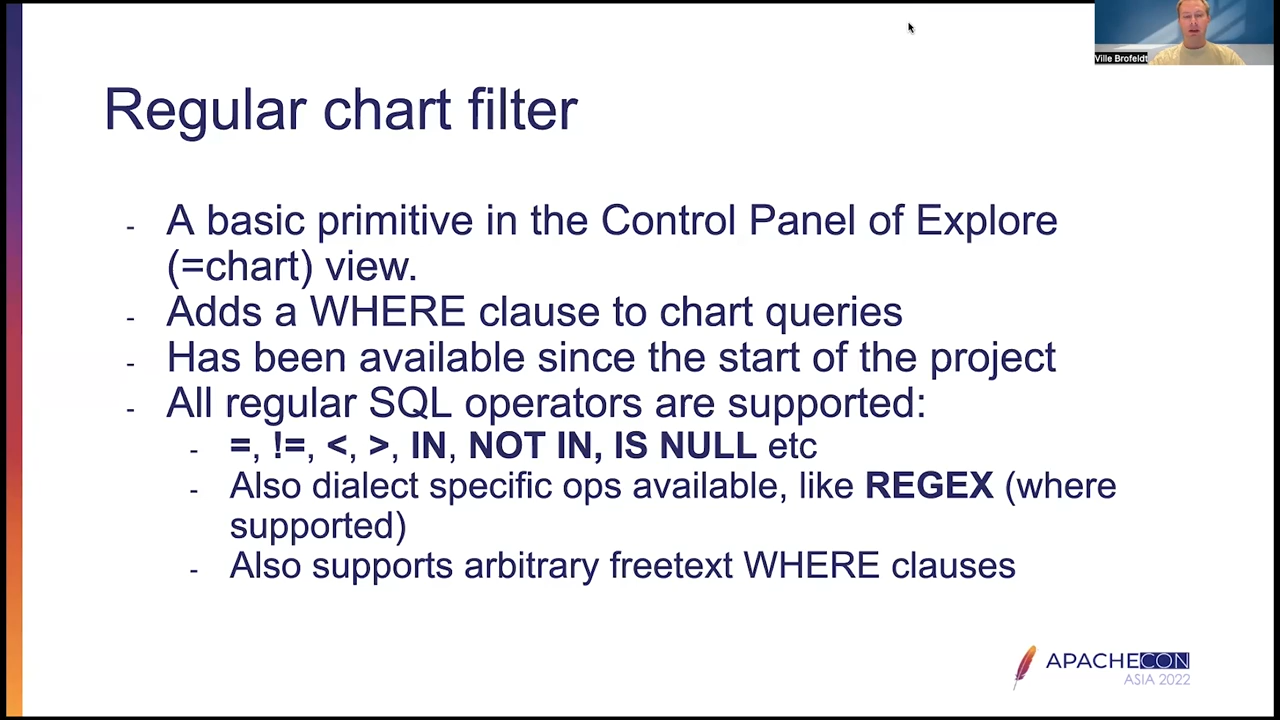 Ville Brofeldt
Regular chart filter
- A basic primitive in the Control Panel of Explore
(=chart) view.
- Adds a WHERE clause to chart queries
- Has been available since the start of the project
- All regular SQL operators are supported:
- =, !=, <, >, IN, NOT IN, IS NULL etc
- Also dialect specific ops available, like REGEX (where
supported)
- Also supports arbitrary freetext WHERE clauses
APACHECON
ASIA 2022